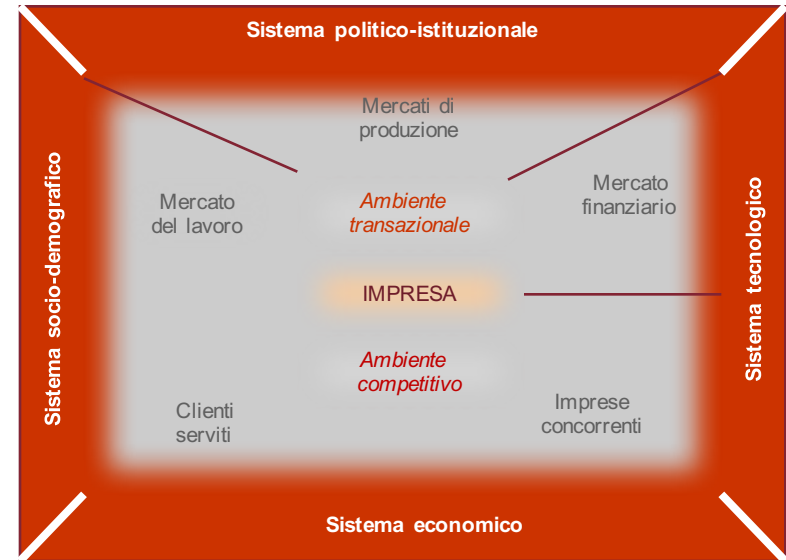 Sistema politico-istituzionale
Mercati di
produzione
Sistema socio-demografico
Mercato
del lavoro
Ambiente
transazionale
Mercato
finanziario
Sistema tecnologico
IMPRESA
Ambiente
competitivo
Clienti
serviti
Imprese
concorrenti
Sistema economico